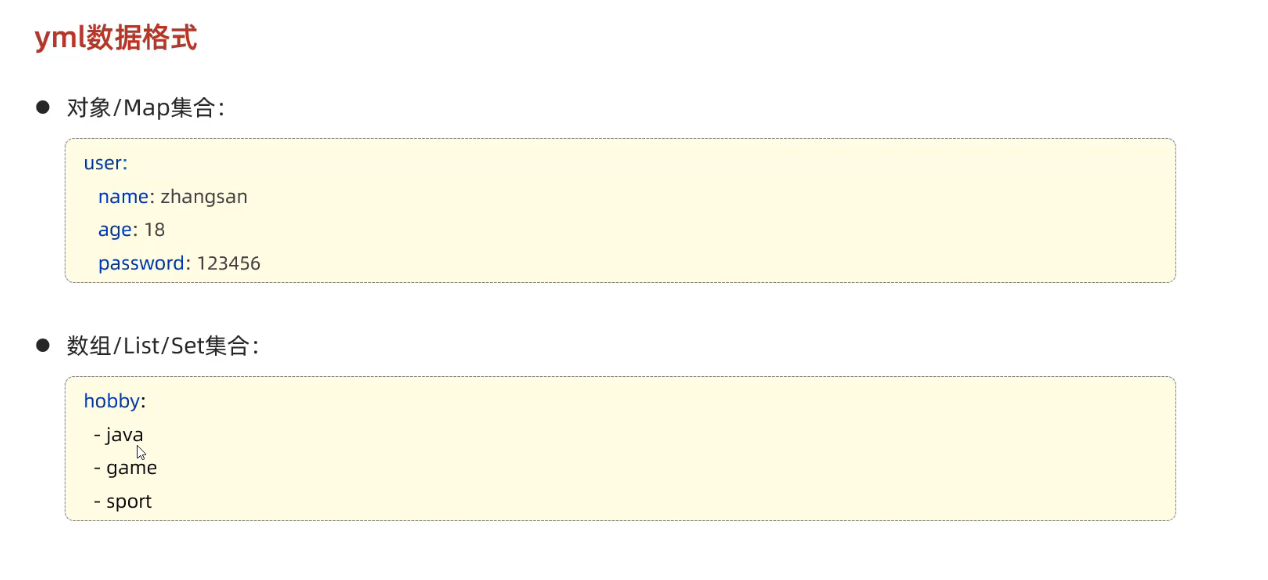 yml数据格式
● 对象/Map集合：
user:
name: zhangsan
age: 18
password: 123456
● 数组/List/Set集合：
hobby:
- java
- game
- sport